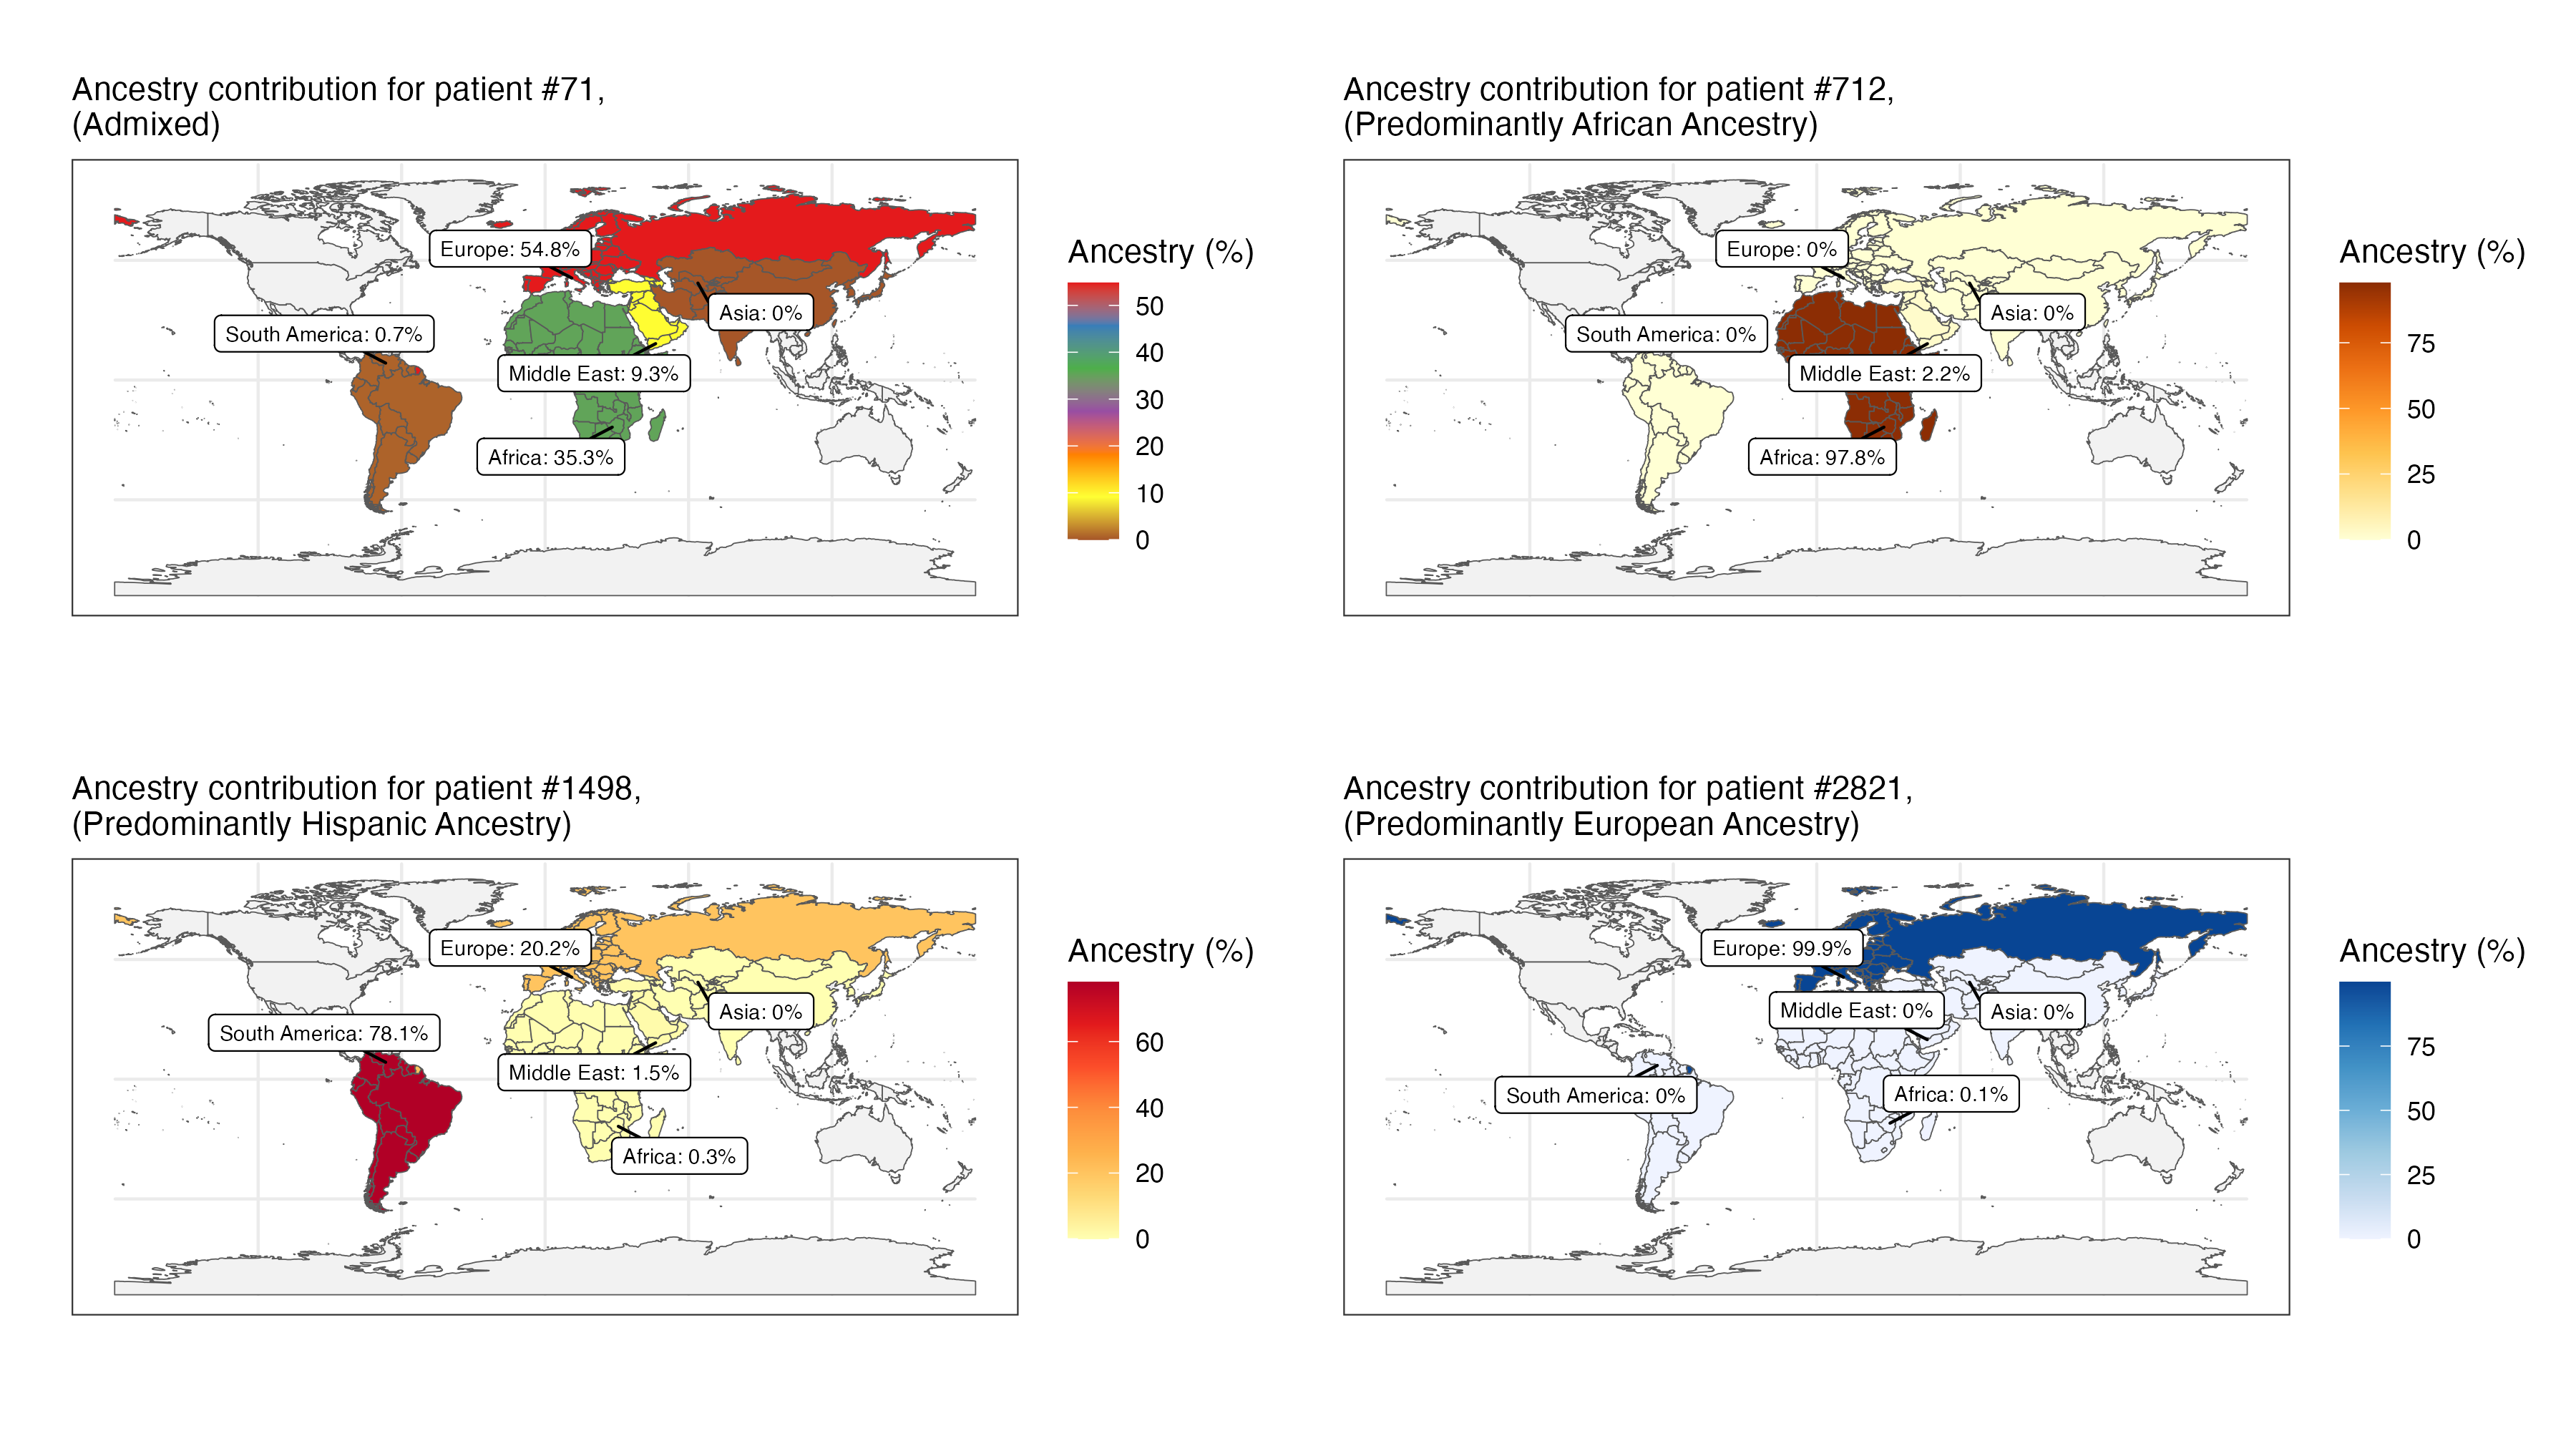 Ancestry contribution for patient #71,
(Admixed)
Europe: 54.8%
Asia: 0%
South America: 0.7%
Middle East: 9.3%
Africa: 35.3%
Ancestry (%)
50
40
30
20
10
0
Ancestry contribution for patient #712,
(Predominantly African Ancestry)
Europe: 0%
Asia: 0%
South America: 0%
Middle East: 2.2%
Africa: 97.8%
Ancestry (%)
75
50
25
0
Ancestry contribution for patient #1498,
(Predominantly Hispanic Ancestry)
Europe: 20.2%
Asia: 0%
South America: 78.1%
Middle East: 1.5%
Africa: 0.3%
Ancestry (%)
60
40
20
0
Ancestry contribution for patient #2821,
(Predominantly European Ancestry)
Europe: 99.9%
Middle East: 0%
Asia: 0%
South America: 0%
Africa: 0.1%
Ancestry (%)
75
50
25
0